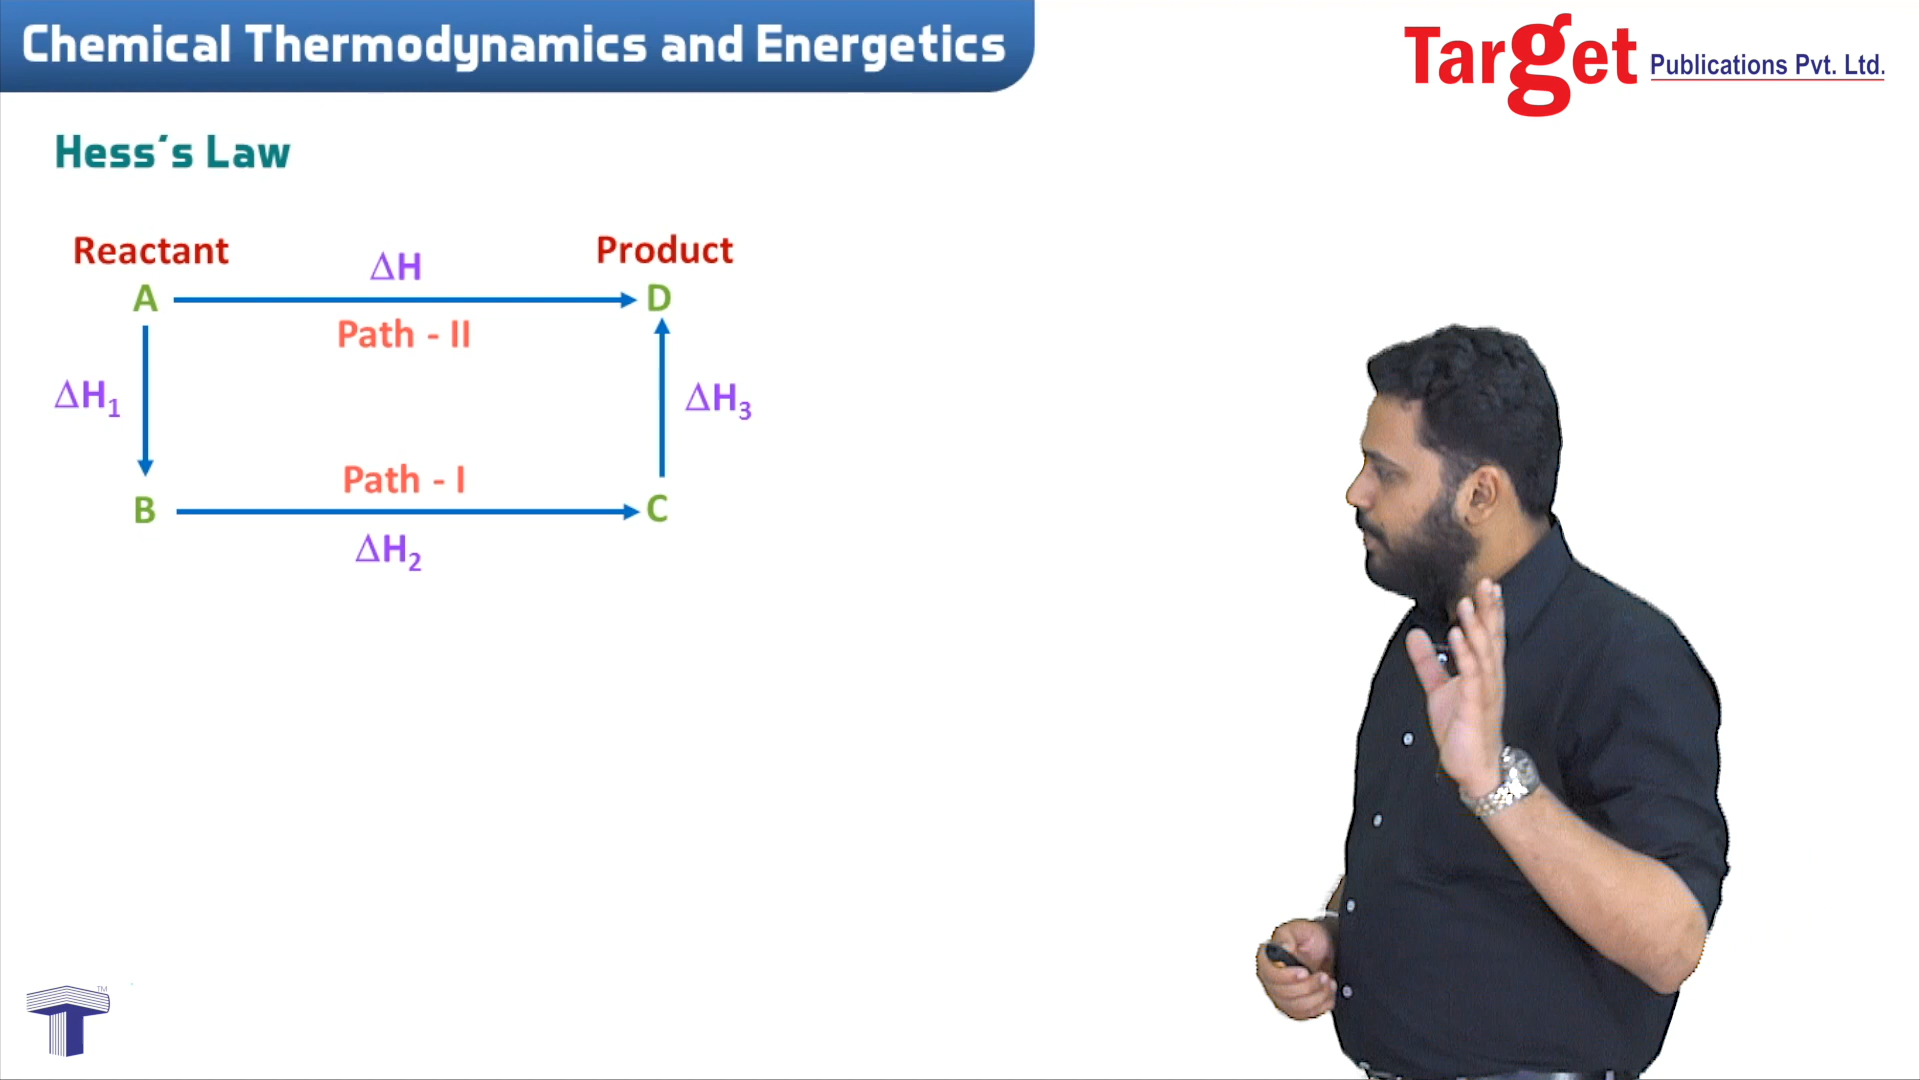 Chemical Thermodynamics and Energetics
Target Publications Pvt. Ltd.
Hess´s Law
Reactant
Product
ΔH
A
D
Path - II
ΔH₁
ΔH₃
Path - I
B
C
ΔH₂
TM